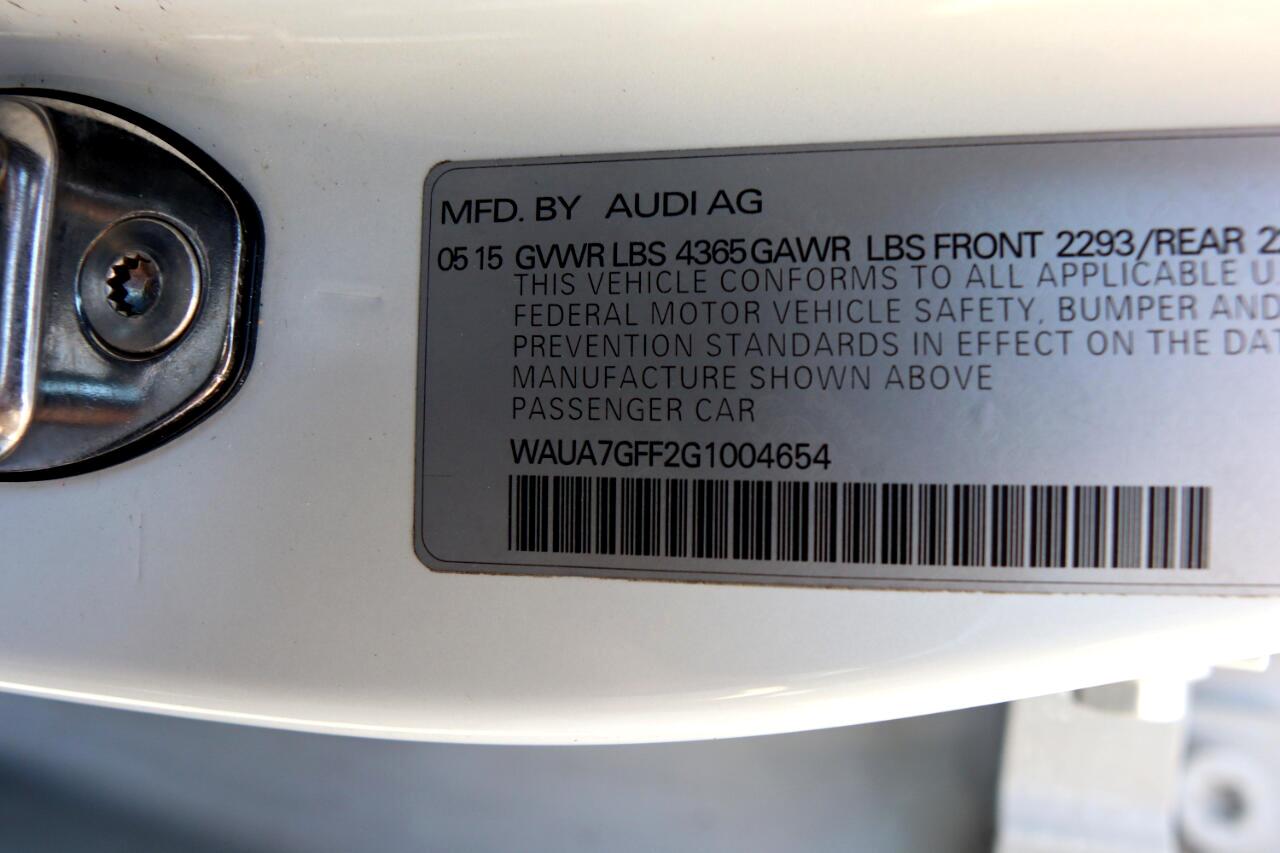 MFD. BY AUDI AG
05 15 GVWR LBS 4365 GAWR LBS FRONT 2293/REAR 22
THIS VEHICLE CONFORMS TO ALL APPLICABLE U.
FEDERAL MOTOR VEHICLE SAFETY, BUMPER AND
PREVENTION STANDARDS IN EFFECT ON THE DAT
MANUFACTURE SHOWN ABOVE
PASSENGER CAR
WAUA7GFF2G1004654